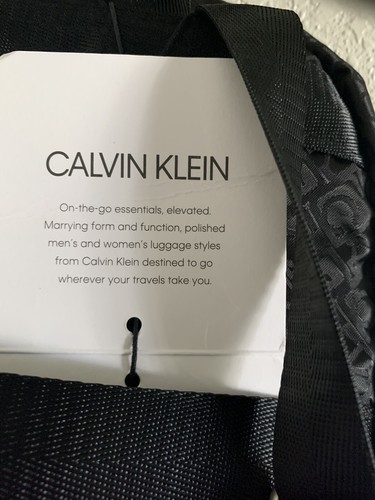 CALVIN KLEIN
On-the-go essentials, elevated.
Marrying form and function, polished
men's and women's luggage styles
from Calvin Klein destined to go
wherever your travels take you.